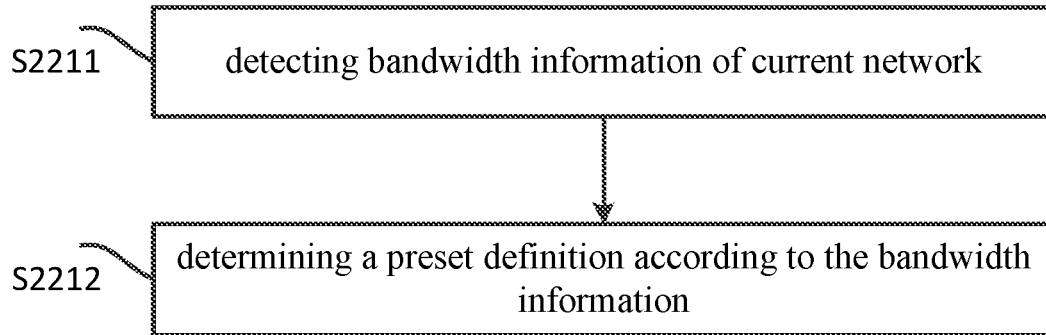 S2211
detecting bandwidth information of current network
S2212
determining a preset definition according to the bandwidth
information